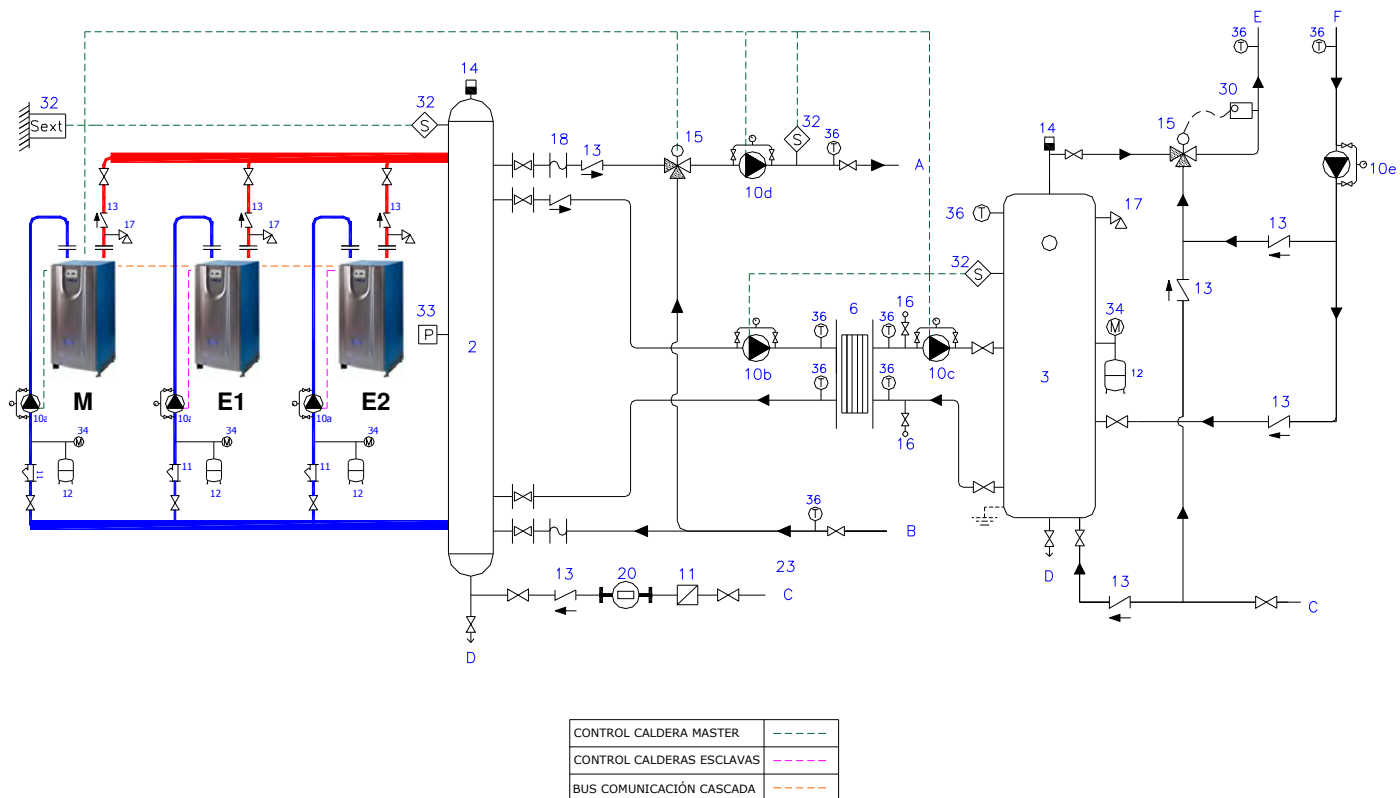 E
F
36
T
36
T
14
32
Sext
32
S
15
18
13
32
S
36
T
A
10d
30
15
14
10e
13
17
13
17
13
17
36
T
17
13
32
S
13
33
P
2
6
36
T
36
T
16
10b
10c
3
34
M
12
M
E1
E2
10a
10a
10a
36
T
36
T
16
13
34
M
34
M
34
M
11
11
11
12
12
12
36
T
B
13
20
11
23
C
D
D
13
C
CONTROL CALDERA MASTER
CONTROL CALDERAS ESCLAVAS
BUS COMUNICACIÓN CASCADA